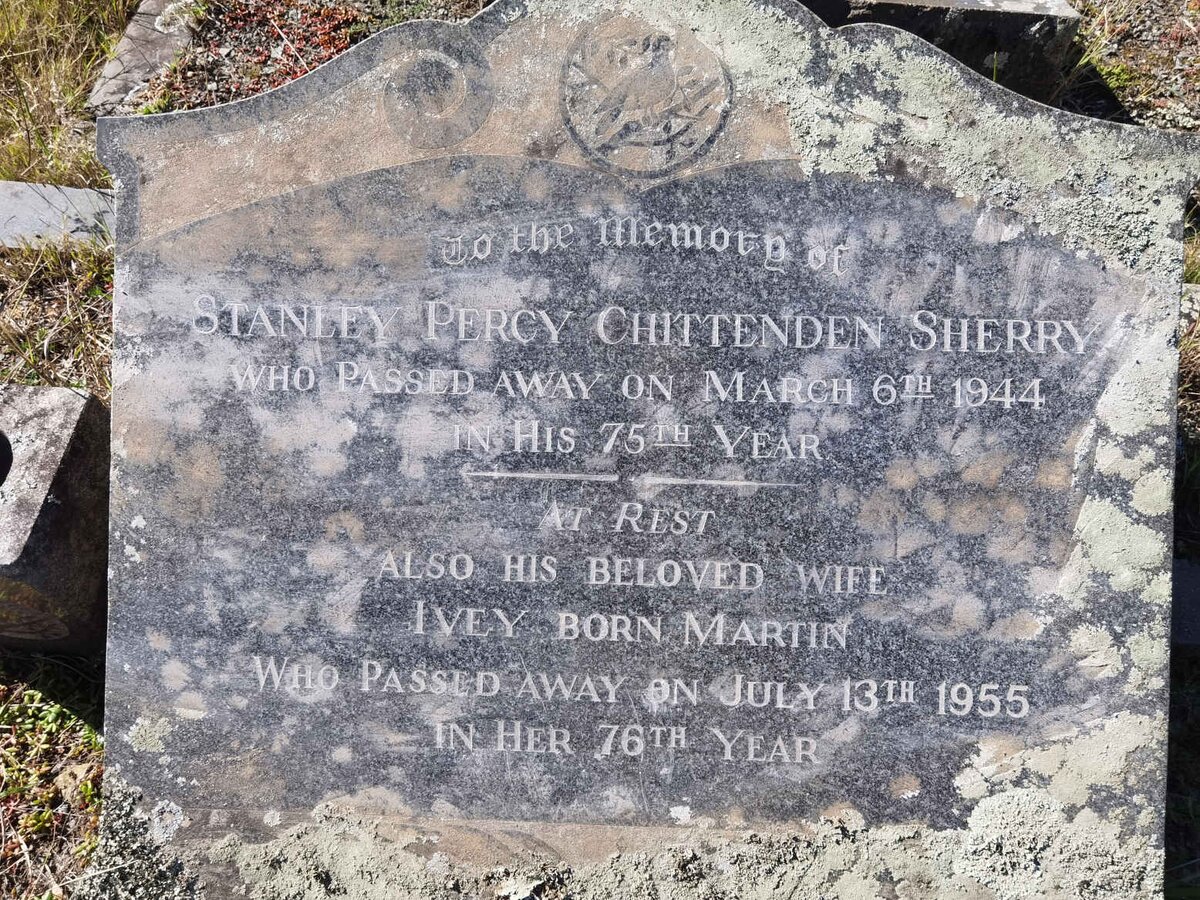 To the Memory of
STANLEY PERCY CHITTENDEN SHERRY
WHO PASSED AWAY ON MARCH 6TH 1944
IN HIS 75TH YEAR
AT REST
ALSO HIS BELOVED WIFE
IVEY BORN MARTIN
WHO PASSED AWAY ON JULY 13TH 1955
IN HER 76TH YEAR